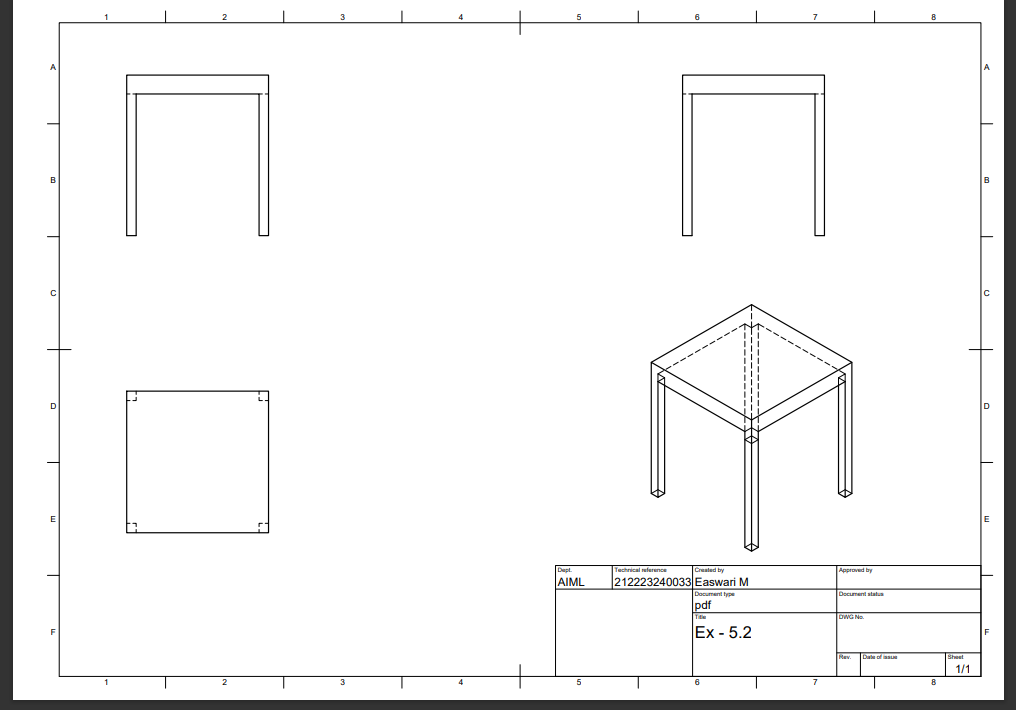 1 2 3 4 5 6 7 8
A A
B B
C C
D D
E E
Dept. Technical reference Created by Approved by
AIML 212223240033 Easwari M
Document type Document status
pdf
Title DWG No.
Ex - 5.2
F F
Rev. Date of issue Sheet
1/1
1 2 3 4 5 6 7 8